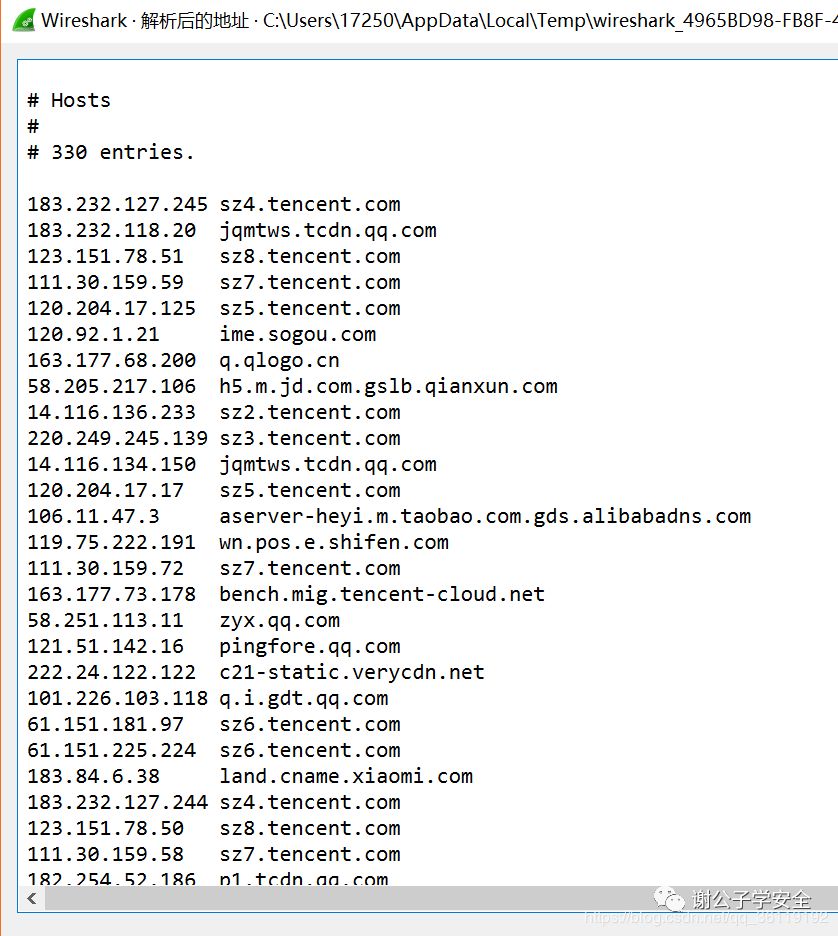 Wireshark · 解析后的地址 · C:\Users\17250\AppData\Local\Temp\wireshark_4965BD98-FB8F-4
# Hosts
#
# 330 entries.
183.232.127.245 sz4.tencent.com
183.232.118.20 jqmtws.tcdn.qq.com
123.151.78.51 sz8.tencent.com
111.30.159.59 sz7.tencent.com
120.204.17.125 sz5.tencent.com
120.92.1.21 ime.sogou.com
163.177.68.200 q.qlogo.cn
58.205.217.106 h5.m.jd.com.gslb.qianxun.com
14.116.136.233 sz2.tencent.com
220.249.245.139 sz3.tencent.com
14.116.134.150 jqmtws.tcdn.qq.com
120.204.17.17 sz5.tencent.com
106.11.47.3 aserver-heyi.m.taobao.com.gds.alibabadns.com
119.75.222.191 wn.pos.e.shifen.com
111.30.159.72 sz7.tencent.com
163.177.73.178 bench.mig.tencent-cloud.net
58.251.113.11 zyx.qq.com
121.51.142.16 pingfore.qq.com
222.24.122.122 c21-static.verycdn.net
101.226.103.118 q.i.gdt.qq.com
61.151.181.97 sz6.tencent.com
61.151.225.224 sz6.tencent.com
183.84.6.38 land.cname.xiaomi.com
183.232.127.244 sz4.tencent.com
123.151.78.50 sz8.tencent.com
111.30.159.58 sz7.tencent.com
182.254.52.186 p1.tcdn.qq.com
谢公子学安全
https://blog.csdn.net/qq_36119192